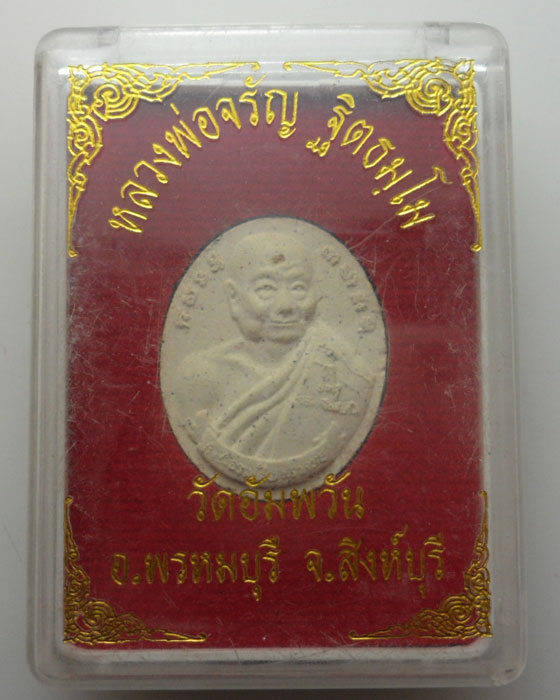 หลวงพ่อจรัญ ฐิตธมฺโม
วัดอัมพวัน
อ.พรหมบุรี จ.สิงห์บุรี